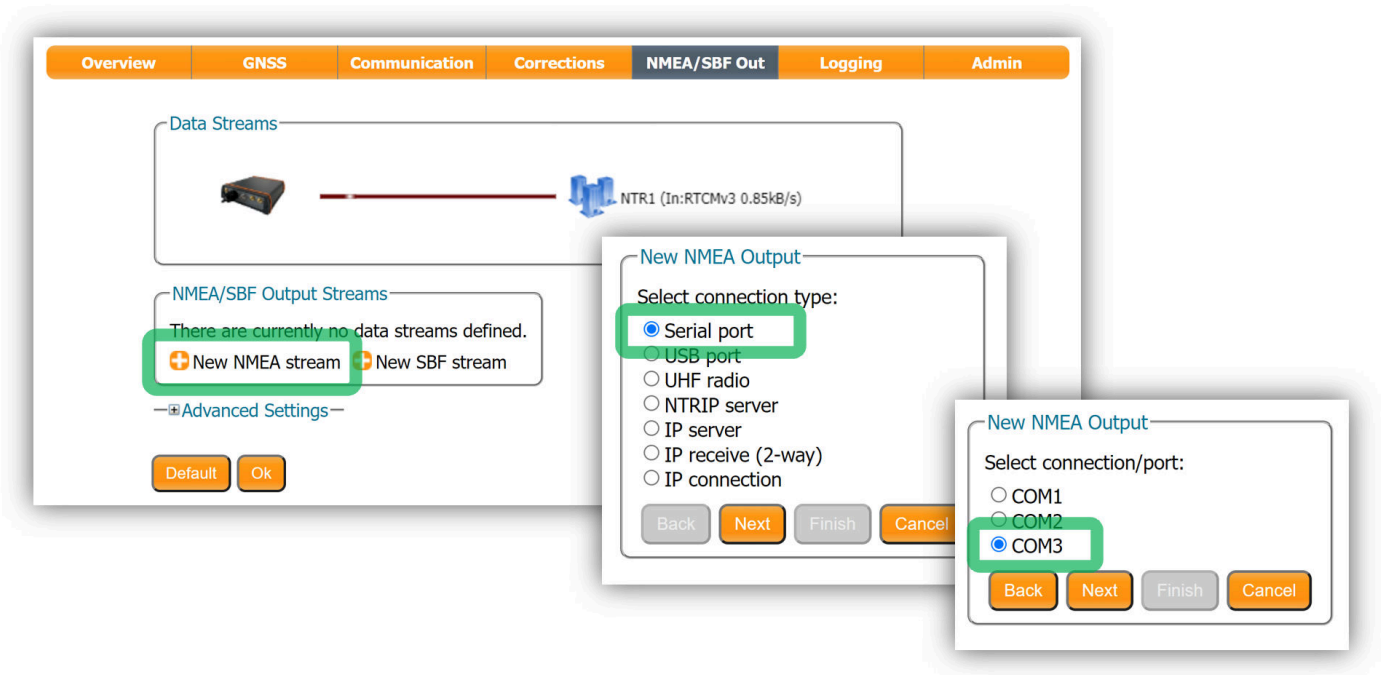 Overview GNSS Communication Corrections NMEA/SBF Out Logging Admin
Data Streams
NTR1 (In:RTCMv3 0.85kB/s)
NMEA/SBF Output Streams
There are currently no data streams defined.
New NMEA stream New SBF stream
Advanced Settings
Default Ok
New NMEA Output
Select connection type:
Serial port
USB port
UHF radio
NTRIP server
IP server
IP receive (2-way)
IP connection
Back Next Finish Cancel
New NMEA Output
Select connection/port:
COM1
COM2
COM3
Back Next Finish Cancel